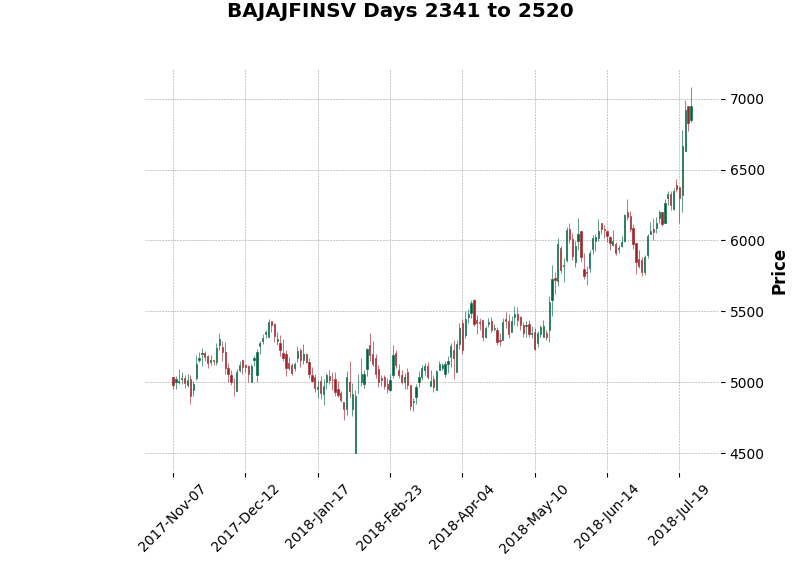 BAJAJFINSV Days 2341 to 2520
7000
6500
6000
5500
5000
4500
Price
2017-Nov-07
2017-Dec-12
2018-Jan-17
2018-Feb-23
2018-Apr-04
2018-May-10
2018-Jun-14
2018-Jul-19